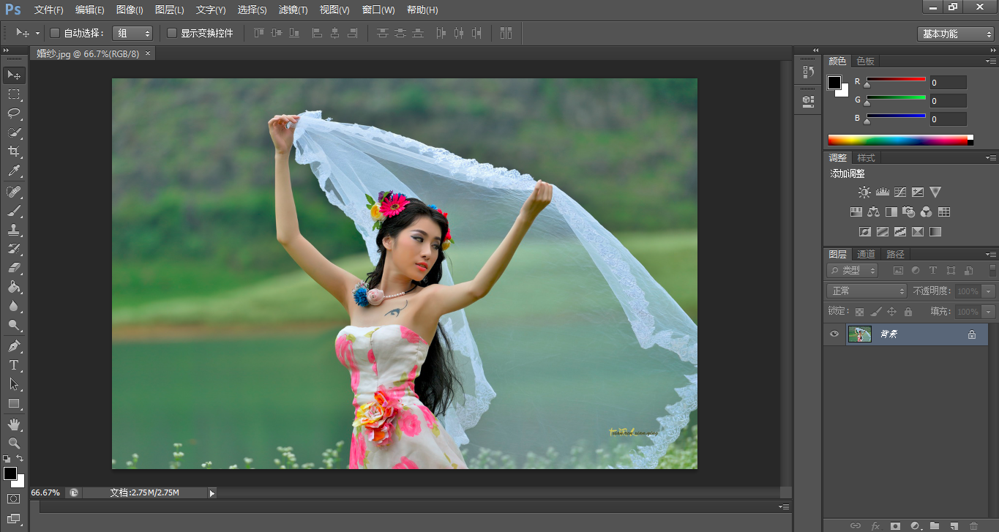 Ps 文件(F) 编辑(E) 图像(I) 图层(L) 文字(Y) 选择(S) 滤镜(T) 视图(V) 窗口(W) 帮助(H)
自动选择: 组 显示变换控件 基本功能
婚纱.jpg @ 66.7%(RGB/8) ×
颜色 色板
R 0
G 0
B 0
调整 样式
添加调整
图层 通道 路径
类型
正常 不透明度: 100%
锁定: 填充: 100%
背景
66.67% 文档:2.75M/2.75M
fx